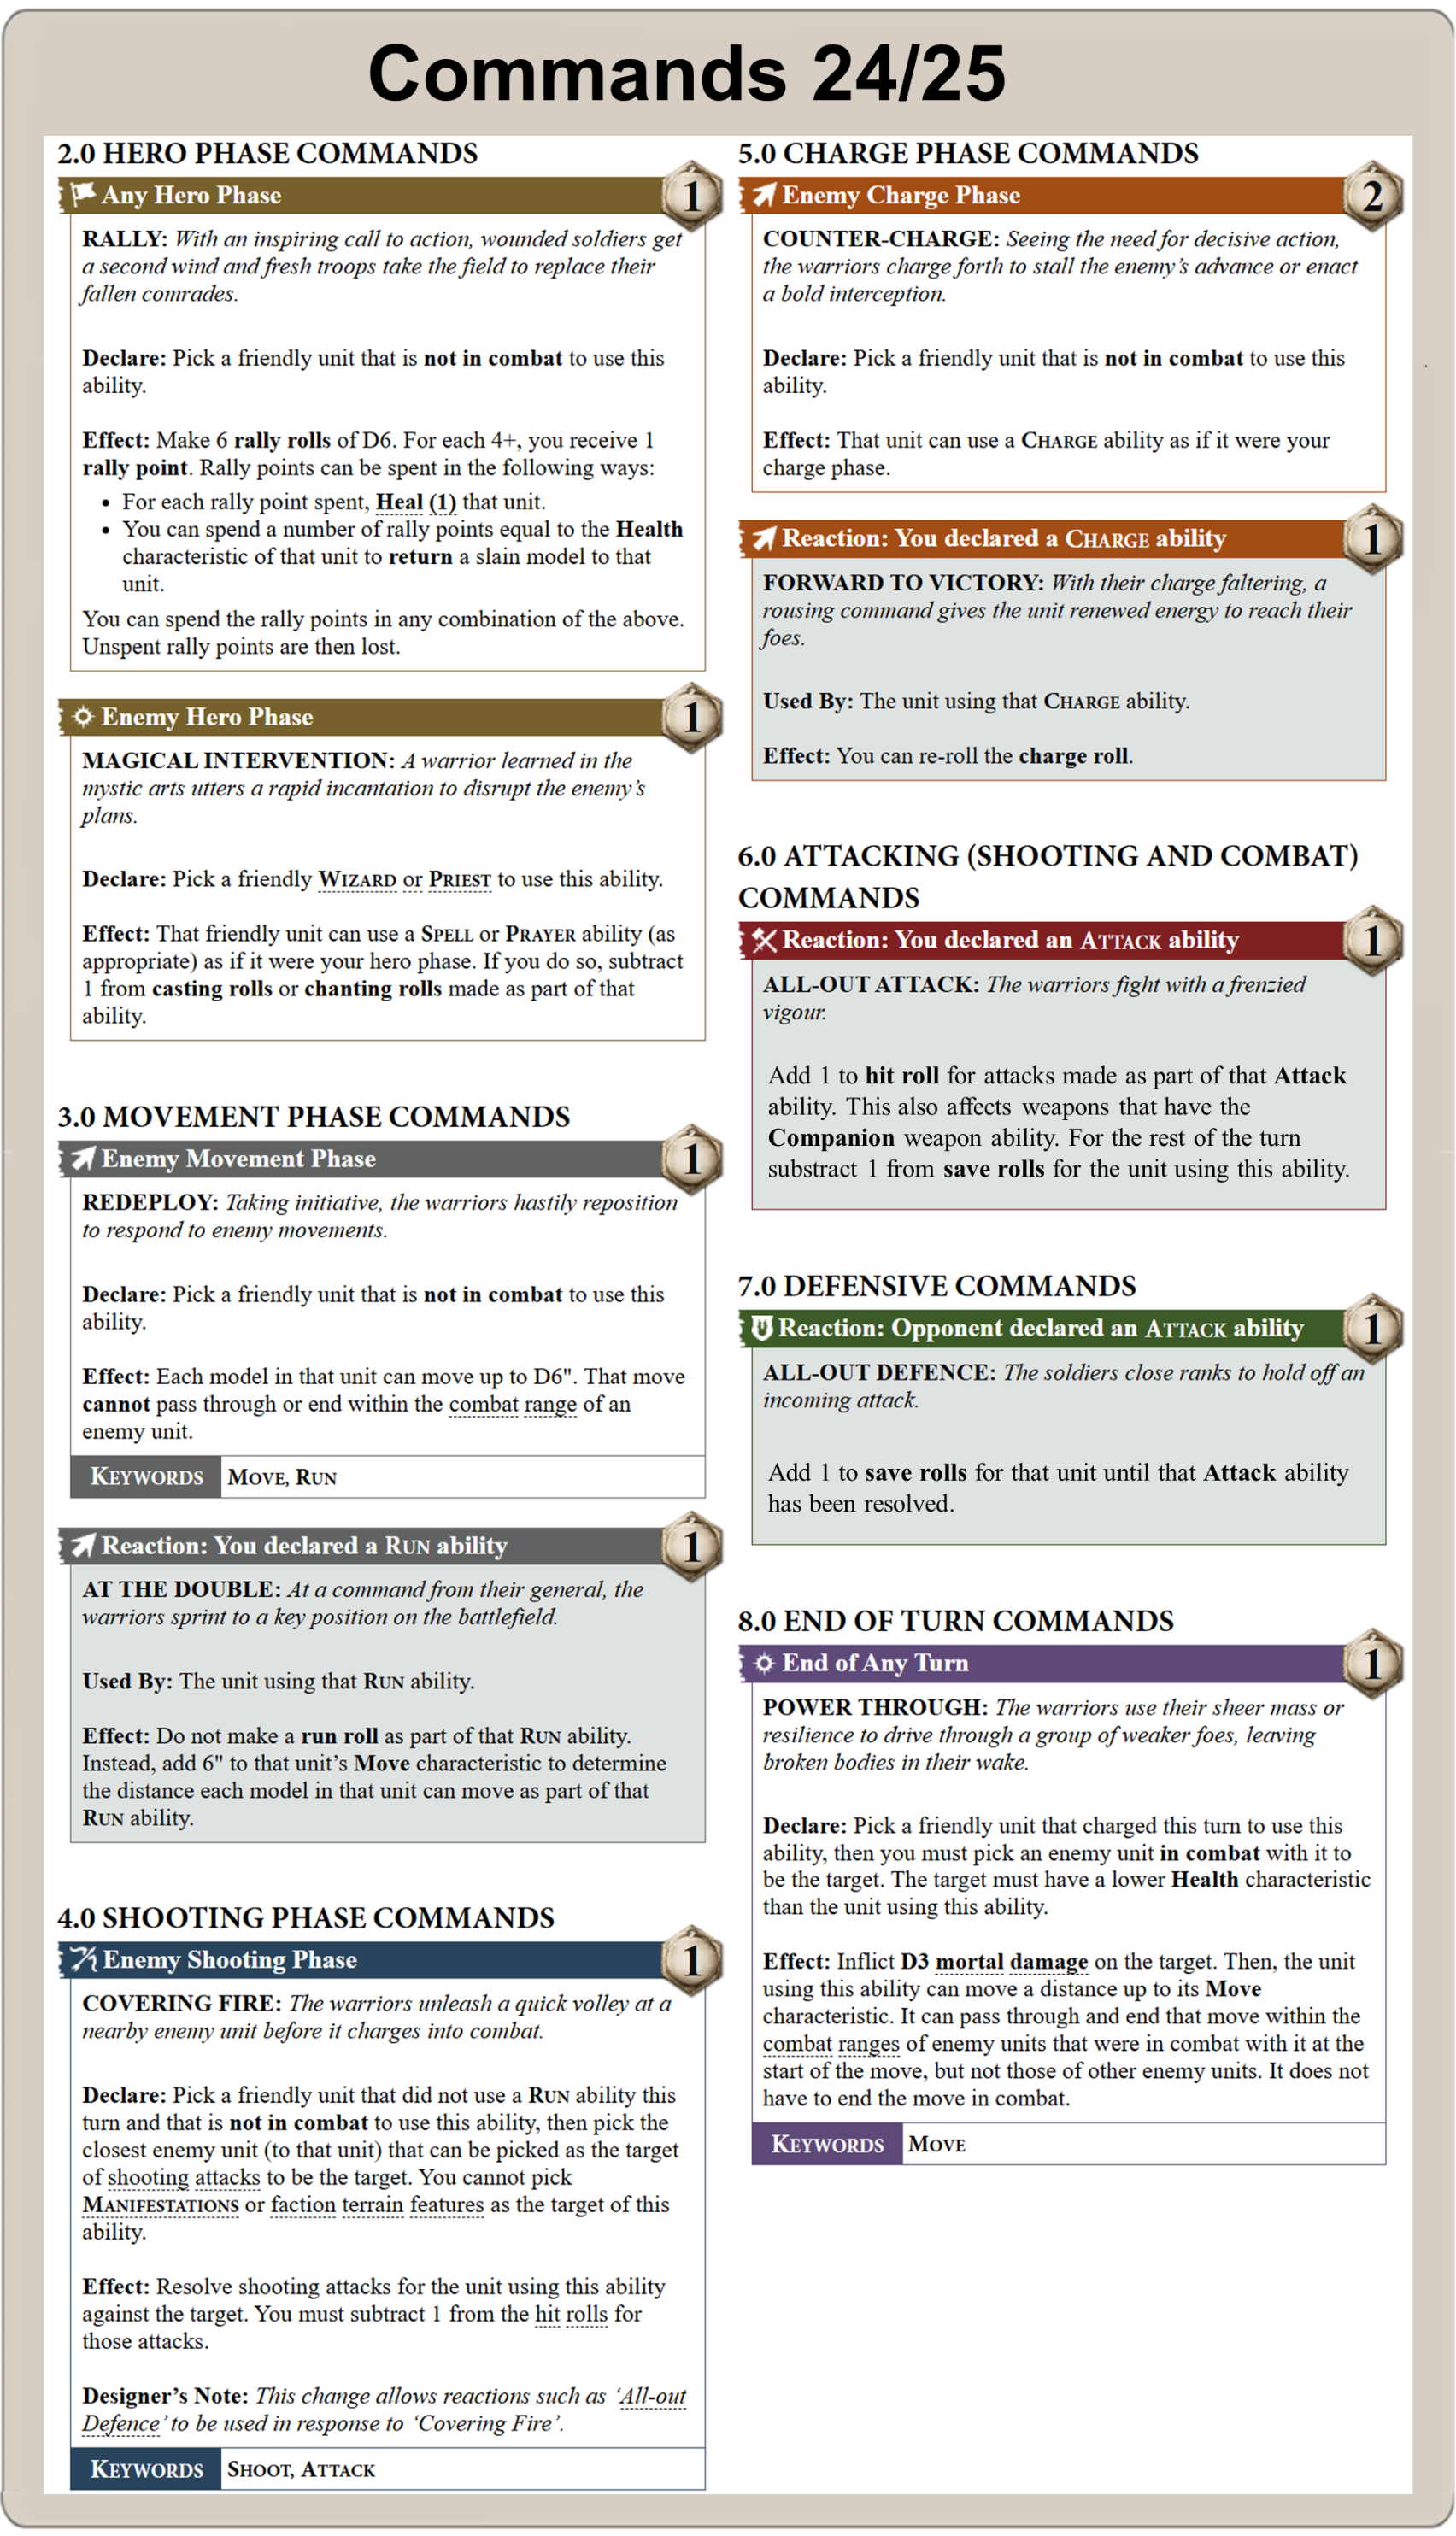 Commands 24/25
2.0 HERO PHASE COMMANDS
Any Hero Phase
1
RALLY: With an inspiring call to action, wounded soldiers get
a second wind and fresh troops take the field to replace their
fallen comrades.
Declare: Pick a friendly unit that is not in combat to use this
ability.
Effect: Make 6 rally rolls of D6. For each 4+, you receive 1
rally point. Rally points can be spent in the following ways:
• For each rally point spent, Heal (1) that unit.
• You can spend a number of rally points equal to the Health
characteristic of that unit to return a slain model to that
unit.
You can spend the rally points in any combination of the above.
Unspent rally points are then lost.
Enemy Hero Phase
1
MAGICAL INTERVENTION: A warrior learned in the
mystic arts utters a rapid incantation to disrupt the enemy's
plans.
Declare: Pick a friendly WIZARD or PRIEST to use this ability.
Effect: That friendly unit can use a SPELL or PRAYER ability (as
appropriate) as if it were your hero phase. If you do so, subtract
1 from casting rolls or chanting rolls made as part of that
ability.
3.0 MOVEMENT PHASE COMMANDS
Enemy Movement Phase
1
REDEPLOY: Taking initiative, the warriors hastily reposition
to respond to enemy movements.
Declare: Pick a friendly unit that is not in combat to use this
ability.
Effect: Each model in that unit can move up to D6". That move
cannot pass through or end within the combat range of an
enemy unit.
KEYWORDS MOVE, RUN
Reaction: You declared a RUN ability
1
AT THE DOUBLE: At a command from their general, the
warriors sprint to a key position on the battlefield.
Used By: The unit using that RUN ability.
Effect: Do not make a run roll as part of that RUN ability.
Instead, add 6" to that unit's Move characteristic to determine
the distance each model in that unit can move as part of that
RUN ability.
4.0 SHOOTING PHASE COMMANDS
Enemy Shooting Phase
1
COVERING FIRE: The warriors unleash a quick volley at a
nearby enemy unit before it charges into combat.
Declare: Pick a friendly unit that did not use a RUN ability this
turn and that is not in combat to use this ability, then pick the
closest enemy unit (to that unit) that can be picked as the target
of shooting attacks to be the target. You cannot pick
MANIFESTATIONS or faction terrain features as the target of this
ability.
Effect: Resolve shooting attacks for the unit using this ability
against the target. You must subtract 1 from the hit rolls for
those attacks.
Designer's Note: This change allows reactions such as 'All-out
Defence' to be used in response to 'Covering Fire'.
KEYWORDS SHOOT, ATTACK
5.0 CHARGE PHASE COMMANDS
Enemy Charge Phase
2
COUNTER-CHARGE: Seeing the need for decisive action,
the warriors charge forth to stall the enemy's advance or enact
a bold interception.
Declare: Pick a friendly unit that is not in combat to use this
ability.
Effect: That unit can use a CHARGE ability as if it were your
charge phase.
Reaction: You declared a CHARGE ability
1
FORWARD TO VICTORY: With their charge faltering, a
rousing command gives the unit renewed energy to reach their
foes.
Used By: The unit using that CHARGE ability.
Effect: You can re-roll the charge roll.
6.0 ATTACKING (SHOOTING AND COMBAT)
COMMANDS
Reaction: You declared an ATTACK ability
1
ALL-OUT ATTACK: The warriors fight with a frenzied
vigour.
Add 1 to hit roll for attacks made as part of that Attack
ability. This also affects weapons that have the
Companion weapon ability. For the rest of the turn
substract 1 from save rolls for the unit using this ability.
7.0 DEFENSIVE COMMANDS
Reaction: Opponent declared an ATTACK ability
1
ALL-OUT DEFENCE: The soldiers close ranks to hold off an
incoming attack.
Add 1 to save rolls for that unit until that Attack ability
has been resolved.
8.0 END OF TURN COMMANDS
End of Any Turn
1
POWER THROUGH: The warriors use their sheer mass or
resilience to drive through a group of weaker foes, leaving
broken bodies in their wake.
Declare: Pick a friendly unit that charged this turn to use this
ability, then you must pick an enemy unit in combat with it to
be the target. The target must have a lower Health characteristic
than the unit using this ability.
Effect: Inflict D3 mortal damage on the target. Then, the unit
using this ability can move a distance up to its Move
characteristic. It can pass through and end that move within the
combat ranges of enemy units that were in combat with it at the
start of the move, but not those of other enemy units. It does not
have to end the move in combat.
KEYWORDS MOVE